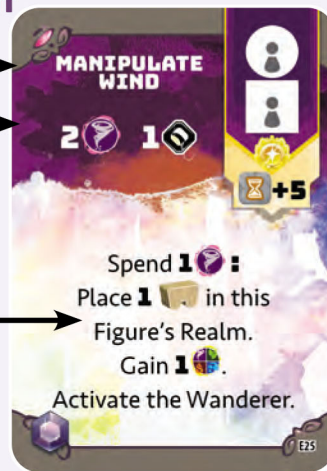 MANIPULATE
WIND
2 1
+5
Spend 1 :
Place 1 in this
Figure's Realm.
Gain 1 .
Activate the Wanderer.
E25